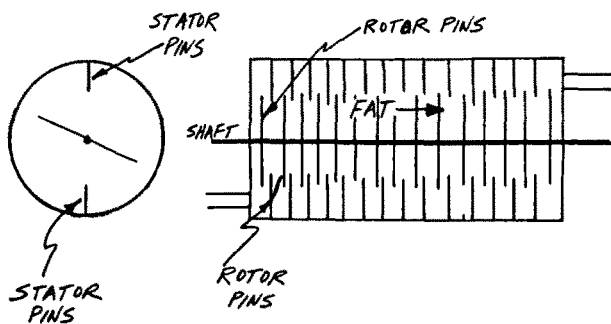 STATOR
PINS
ROTOR PINS
FAT
SHAFT
STATOR
PINS
ROTOR
PINS